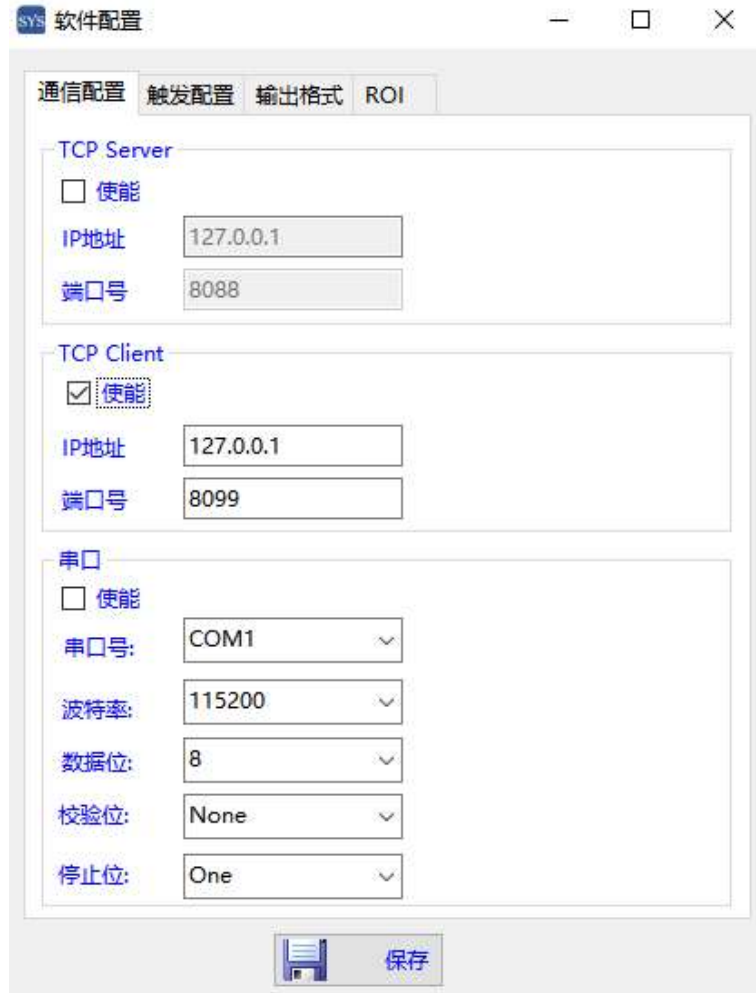 SYS 软件配置
通信配置 触发配置 输出格式 ROI
TCP Server
使能
IP地址 127.0.0.1
端口号 8088
TCP Client
使能
IP地址 127.0.0.1
端口号 8099
串口
使能
串口号: COM1
波特率: 115200
数据位: 8
校验位: None
停止位: One
保存